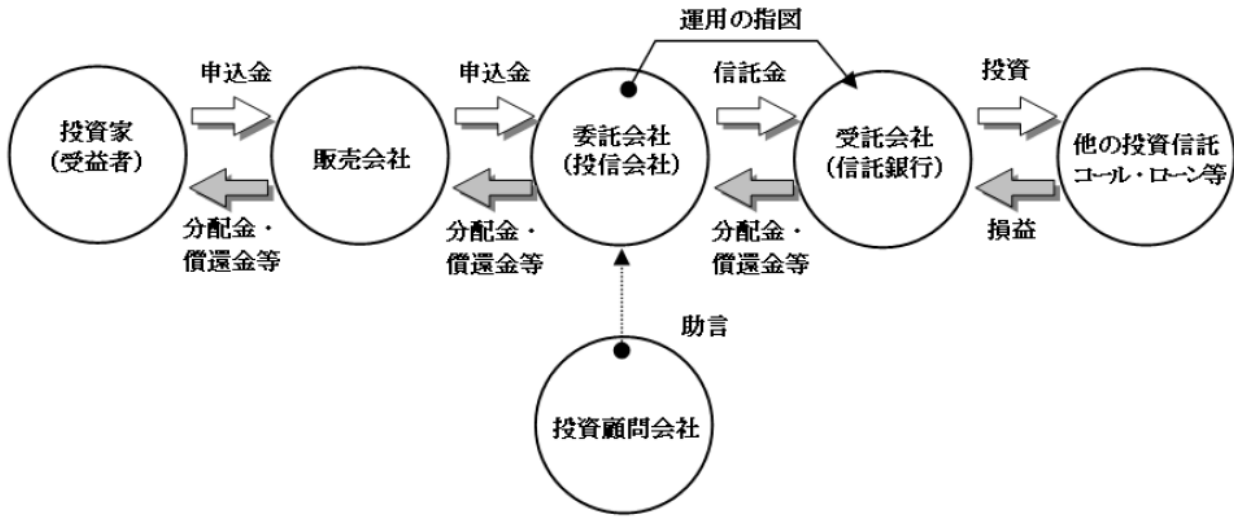 運用の指図
申込金
申込金
信託金
投資
投資家
(受益者)
販売会社
委託会社
(投信会社)
受託会社
(信託銀行)
他の投資信託
コール・ローン等
分配金・
償還金等
分配金・
償還金等
分配金・
償還金等
損益
助言
投資顧問会社